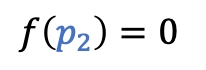 f(p₂) = 0